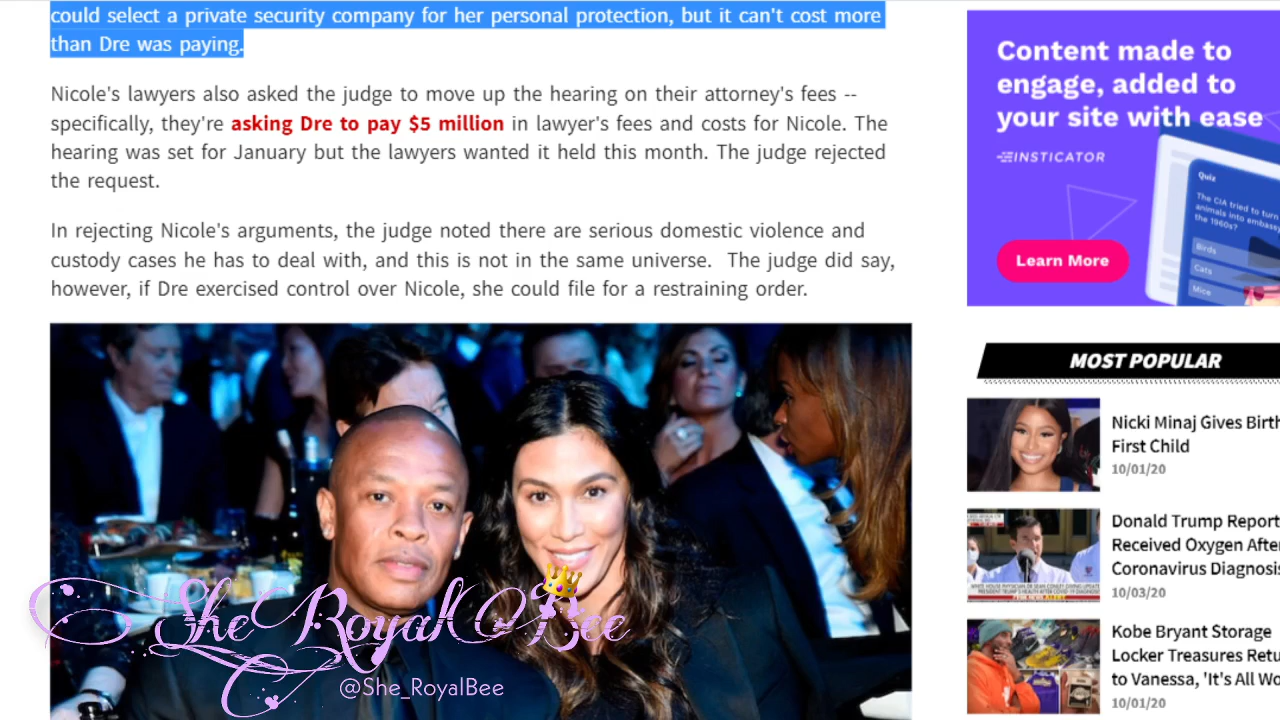 could select a private security company for her personal protection, but it can't cost more
than Dre was paying.
Nicole's lawyers also asked the judge to move up the hearing on their attorney's fees --
specifically, they're asking Dre to pay $5 million in lawyer's fees and costs for Nicole. The
hearing was set for January but the lawyers wanted it held this month. The judge rejected
the request.
In rejecting Nicole's arguments, the judge noted there are serious domestic violence and
custody cases he has to deal with, and this is not in the same universe. The judge did say,
however, if Dre exercised control over Nicole, she could file for a restraining order.
SheRoyalBee
@She_RoyalBee
Content made to
engage, added to
your site with ease
INSTICATOR
Learn More
Quiz
The CIA tried to turn
animals into embassy
the 1960s?
Birds
Cats
Mice
MOST POPULAR
Nicki Minaj Gives Birth
First Child
10/01/20
Donald Trump Report
Received Oxygen After
Coronavirus Diagnosis
10/03/20
Kobe Bryant Storage
Locker Treasures Retu
to Vanessa, 'It's All Wo
10/01/20